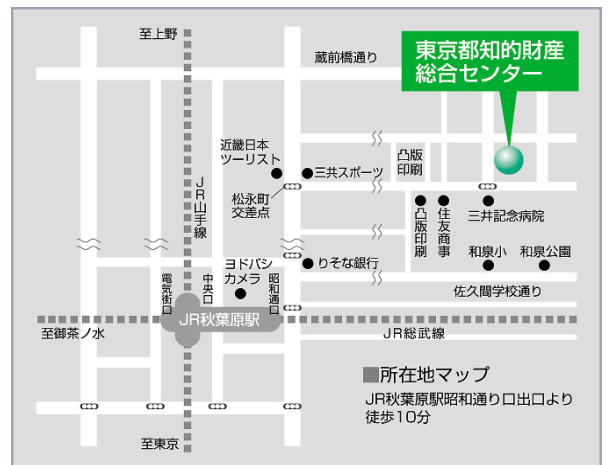 至上野
蔵前橋通り
東京都知的財産
総合センター
近畿日本
ツーリスト
三共スポーツ
凸版
印刷
JR山手線
松永町
交差点
凸版印刷
住友商事
三井記念病院
ヨドバシ
カメラ
りそな銀行
和泉小
和泉公園
電気街口
中央口
昭和通口
佐久間学校通り
JR秋葉原駅
至御茶ノ水
JR総武線
■所在地マップ
JR秋葉原駅昭和通り口出口より
徒歩10分
至東京